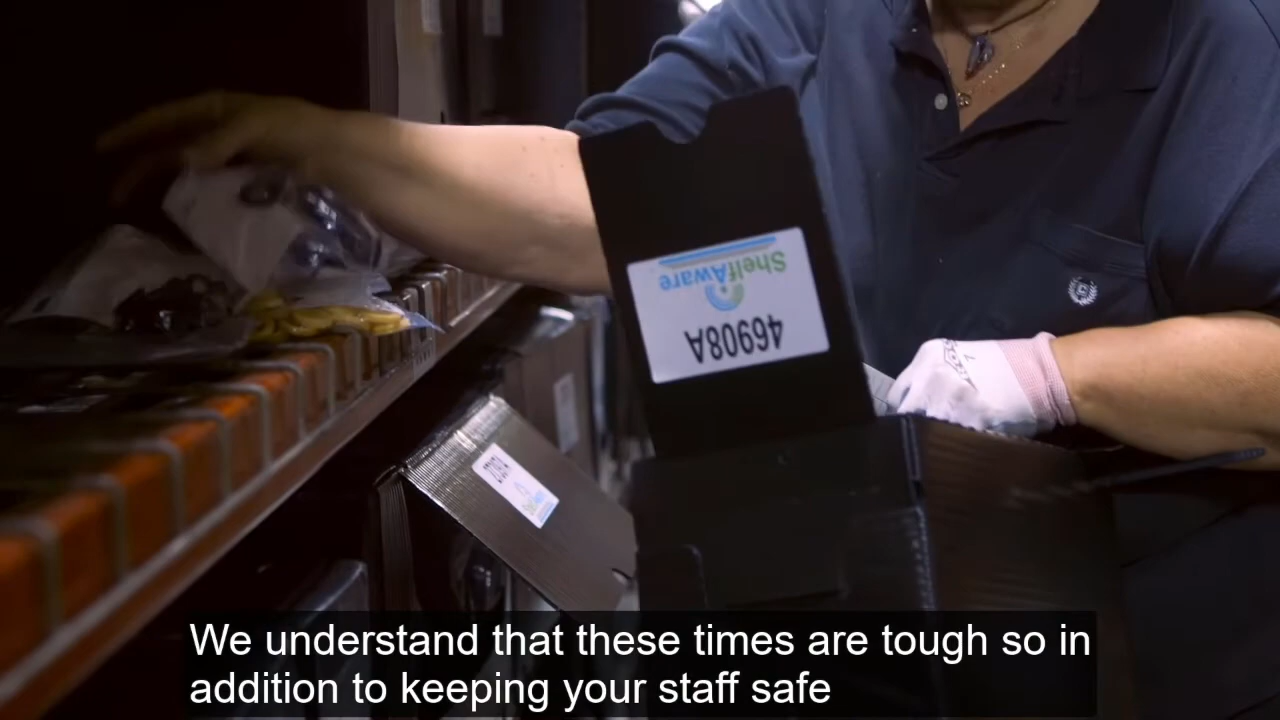 ShelfAware
46908A
We understand that these times are tough so in
addition to keeping your staff safe